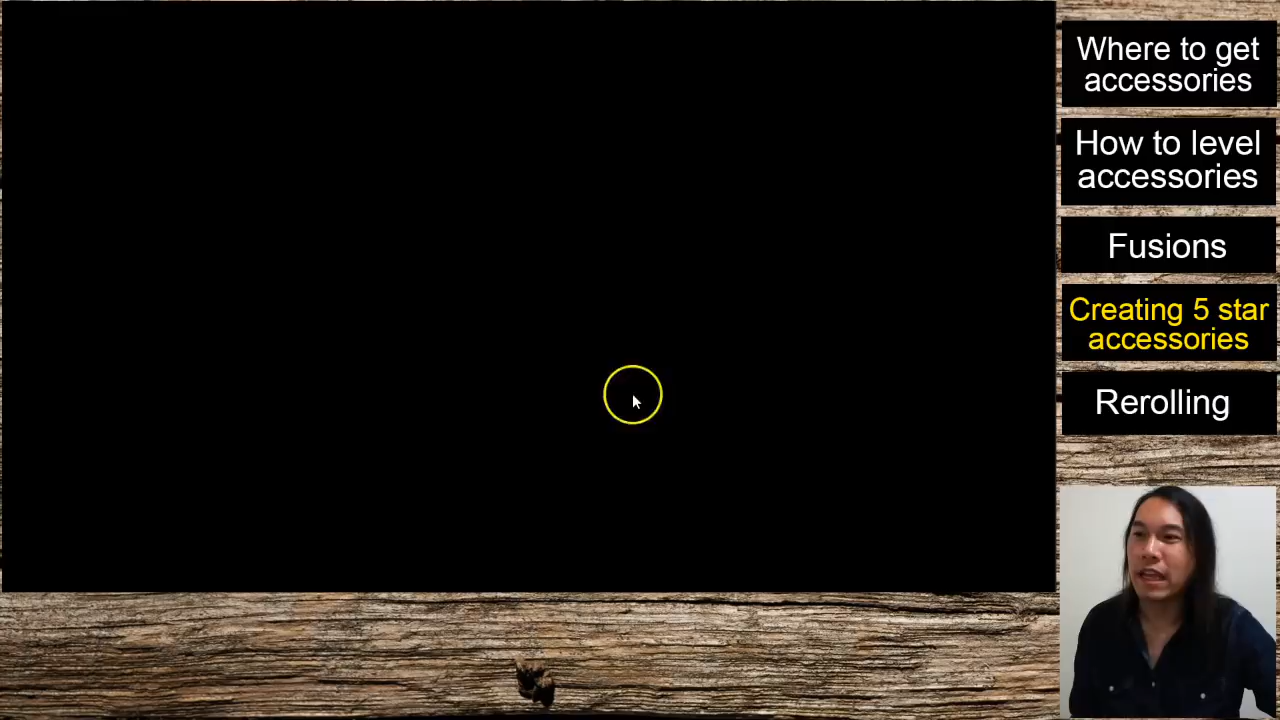 Where to get
accessories
How to level
accessories
Fusions
Creating 5 star
accessories
Rerolling